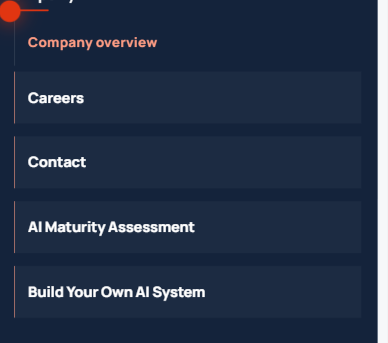 Company overview
Careers
Contact
AI Maturity Assessment
Build Your Own AI System